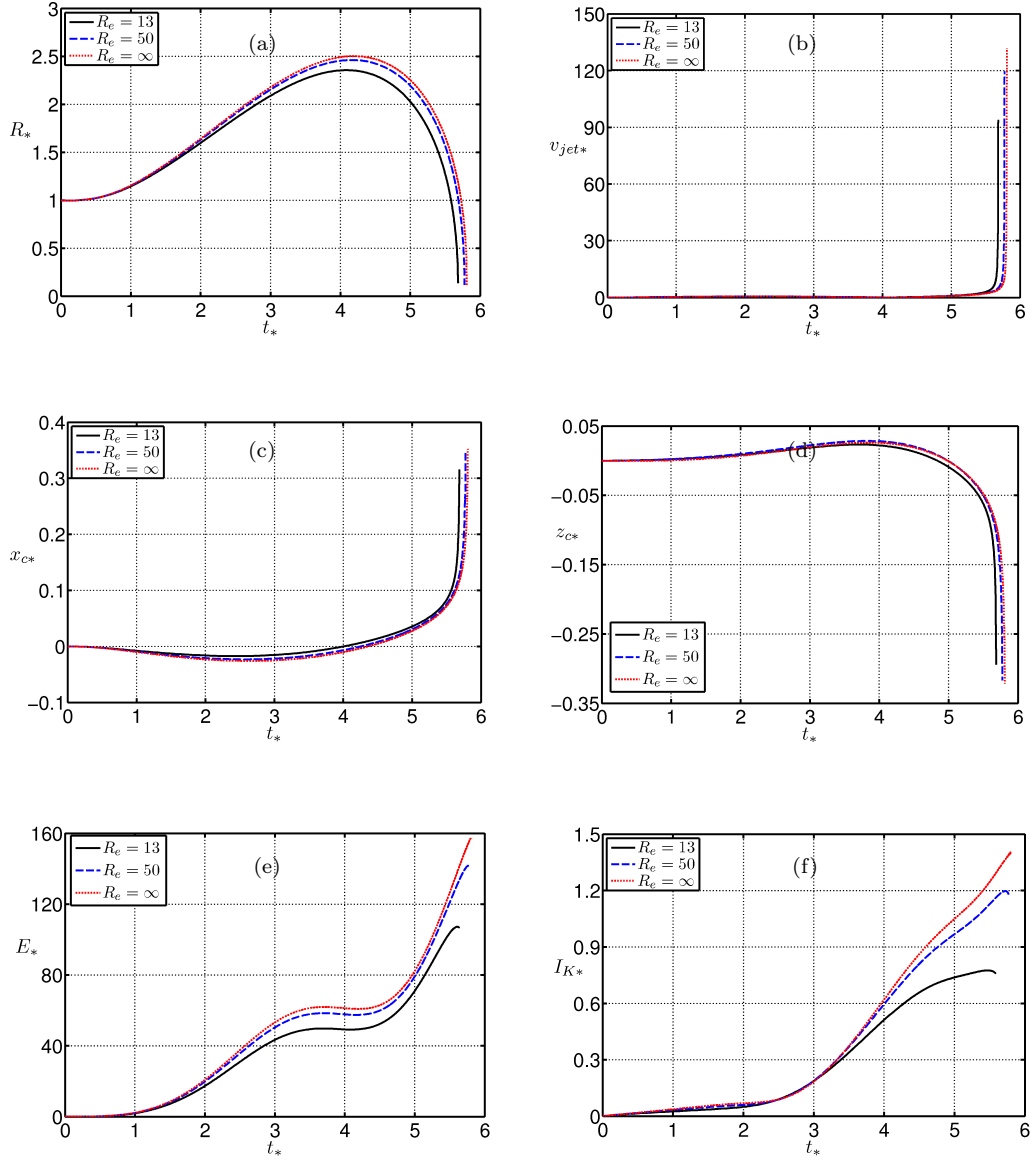 3
2.5
2
1.5
1
0.5
0
R_e = 13
R_e = 50
R_e = ∞
(a)
R_*
0 1 2 3 4 5 6
t_*
150
120
90
60
30
0
R_e = 13
R_e = 50
R_e = ∞
(b)
v_{jet*}
0 1 2 3 4 5 6
t_*
0.4
0.3
0.2
0.1
0
−0.1
R_e = 13
R_e = 50
R_e = ∞
(c)
x_{c*}
0 1 2 3 4 5 6
t_*
0.05
−0.05
−0.15
−0.25
−0.35
(d)
z_{c*}
R_e = 13
R_e = 50
R_e = ∞
0 1 2 3 4 5 6
t_*
160
120
80
40
0
R_e = 13
R_e = 50
R_e = ∞
(e)
E_*
0 1 2 3 4 5 6
t_*
1.5
1.2
0.9
0.6
0.3
0
R_e = 13
R_e = 50
R_e = ∞
(f)
I_{K*}
0 1 2 3 4 5 6
t_*